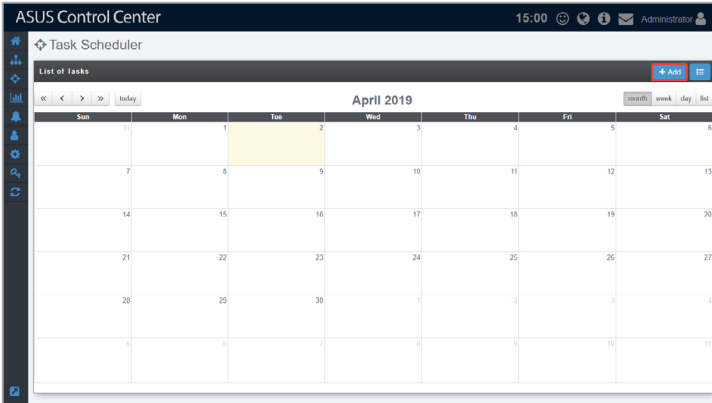 ASUS Control Center 15:00 Administrator
Task Scheduler
List of Tasks + Add
« < > » today April 2019 month week day list
Sun Mon Tue Wed Thu Fri Sat
31 1 2 3 4 5 6
7 8 9 10 11 12 13
14 15 16 17 18 19 20
21 22 23 24 25 26 27
28 29 30 1 2 3 4
5 6 7 8 9 10 11